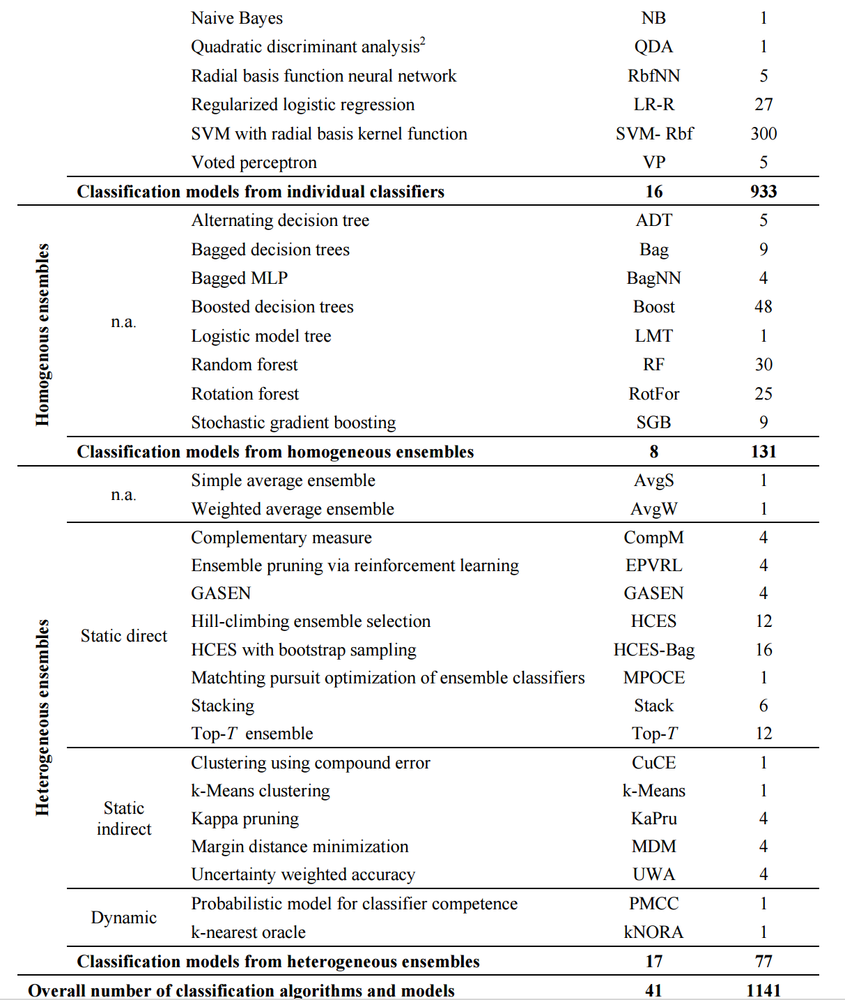 Naive Bayes NB 1
Quadratic discriminant analysis2 QDA 1
Radial basis function neural network RbfNN 5
Regularized logistic regression LR-R 27
SVM with radial basis kernel function SVM- Rbf 300
Voted perceptron VP 5
Classification models from individual classifiers 16 933
Homogenous ensembles
n.a.
Alternating decision tree ADT 5
Bagged decision trees Bag 9
Bagged MLP BagNN 4
Boosted decision trees Boost 48
Logistic model tree LMT 1
Random forest RF 30
Rotation forest RotFor 25
Stochastic gradient boosting SGB 9
Classification models from homogeneous ensembles 8 131
Heterogeneous ensembles
n.a.
Simple average ensemble AvgS 1
Weighted average ensemble AvgW 1
Static direct
Complementary measure CompM 4
Ensemble pruning via reinforcement learning EPVRL 4
GASEN GASEN 4
Hill-climbing ensemble selection HCES 12
HCES with bootstrap sampling HCES-Bag 16
Matchting pursuit optimization of ensemble classifiers MPOCE 1
Stacking Stack 6
Top-T ensemble Top-T 12
Static
indirect
Clustering using compound error CuCE 1
k-Means clustering k-Means 1
Kappa pruning KaPru 4
Margin distance minimization MDM 4
Uncertainty weighted accuracy UWA 4
Dynamic
Probabilistic model for classifier competence PMCC 1
k-nearest oracle kNORA 1
Classification models from heterogeneous ensembles 17 77
Overall number of classification algorithms and models 41 1141